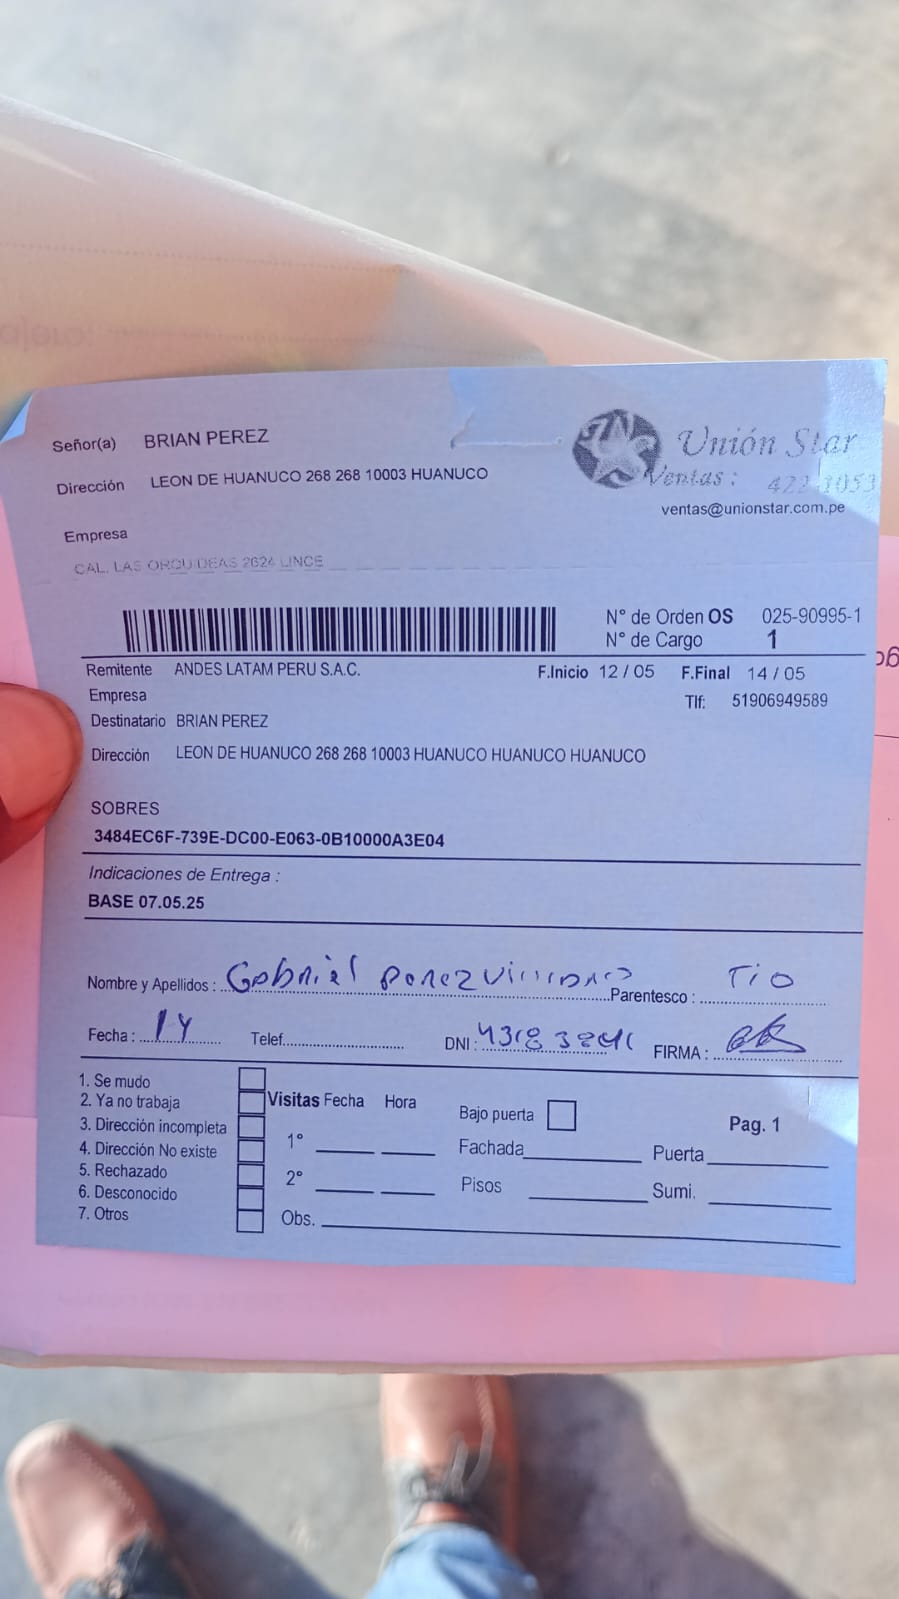 Señor(a) BRIAN PEREZ
Dirección LEON DE HUANUCO 268 268 10003 HUANUCO
Empresa
CAL. LAS ORQUIDEAS 2624 LINCE
Unión Star
Ventas: 422 1053
ventas@unionstar.com.pe
N° de Orden OS 025-90995-1
N° de Cargo 1
Remitente ANDES LATAM PERU S.A.C. F.Inicio 12 / 05 F.Final 14 / 05
Empresa Tlf: 51906949589
Destinatario BRIAN PEREZ
Dirección LEON DE HUANUCO 268 268 10003 HUANUCO HUANUCO HUANUCO
SOBRES
3484EC6F-739E-DC00-E063-0B10000A3E04
Indicaciones de Entrega :
BASE 07.05.25
Nombre y Apellidos : Gabriel Perez Parentesco : Tio
Fecha : 14 Telef. DNI : FIRMA :
1. Se mudo
2. Ya no trabaja
3. Dirección incompleta
4. Dirección No existe
5. Rechazado
6. Desconocido
7. Otros
Visitas Fecha Hora
1°
2°
Obs.
Bajo puerta
Fachada Puerta
Pisos Sumi.
Pag. 1